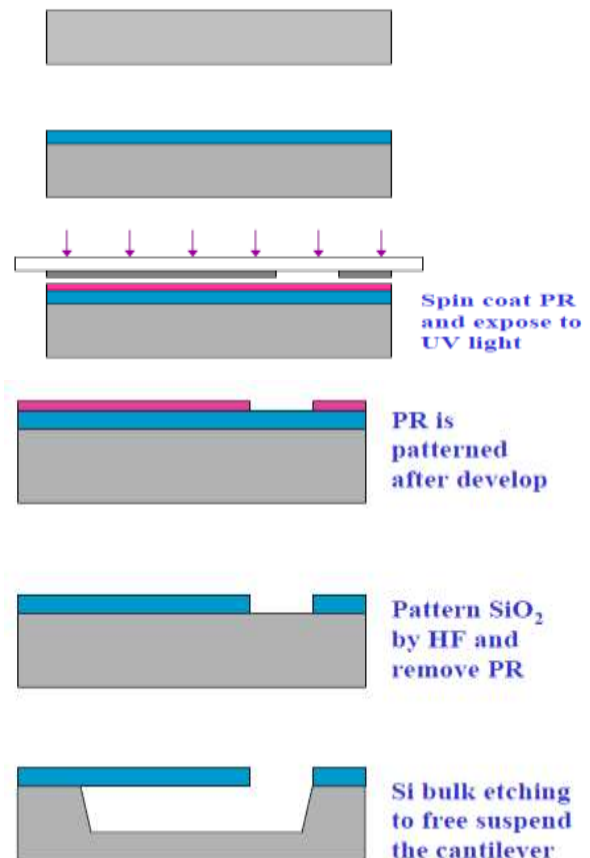 Spin coat PR
and expose to
UV light
PR is
patterned
after develop
Pattern SiO₂
by HF and
remove PR
Si bulk etching
to free suspend
the cantilever